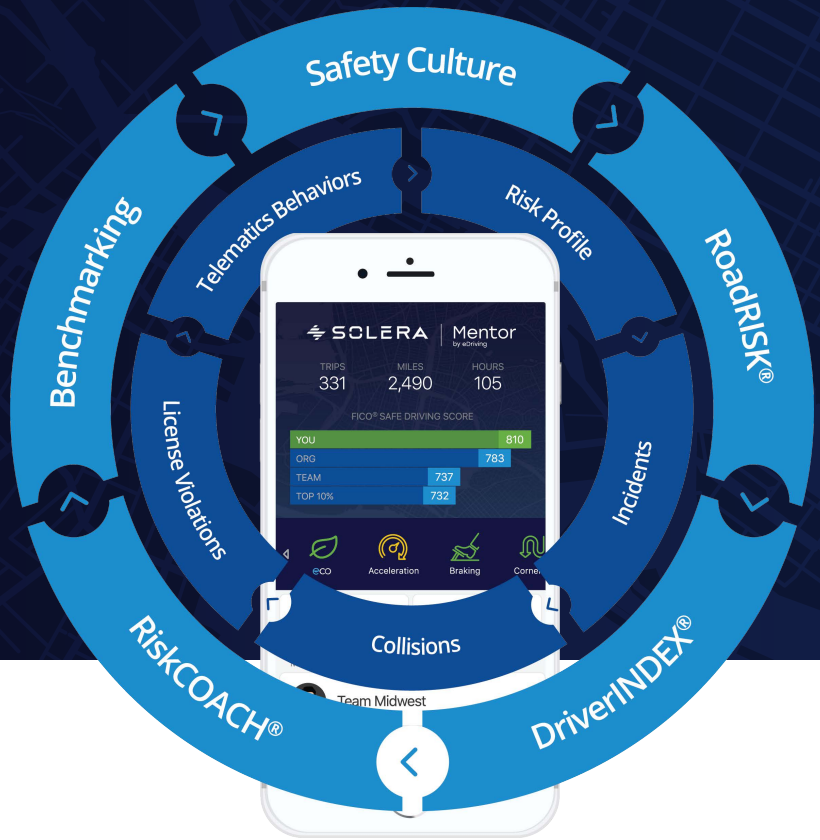 Safety Culture
RoadRISK®
DriverINDEX®
RiskCOACH®
Benchmarking
Telematics Behaviors
Risk Profile
Incidents
Collisions
License Violations
SOLERA | Mentor
by eDriving
TRIPS MILES HOURS
331 2,490 105
FICO® SAFE DRIVING SCORE
YOU 810
ORG 783
TEAM 737
TOP 10% 732
eco Acceleration Braking Corne
Team Midwest